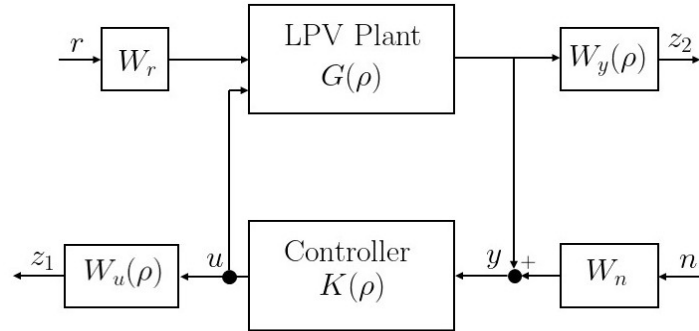 r
W_r
LPV Plant
G(ρ)
W_y(ρ)
z_2
z_1
W_u(ρ)
u
Controller
K(ρ)
y
+
W_n
n